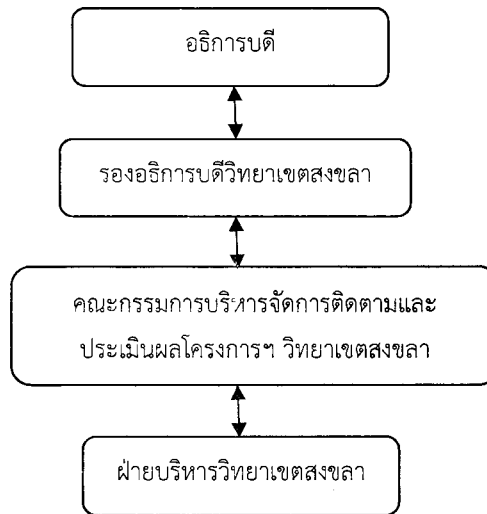 อธิการบดี
รองอธิการบดีวิทยาเขตสงขลา
คณะกรรมการบริหารจัดการติดตามและ
ประเมินผลโครงการฯ วิทยาเขตสงขลา
ฝ่ายบริหารวิทยาเขตสงขลา